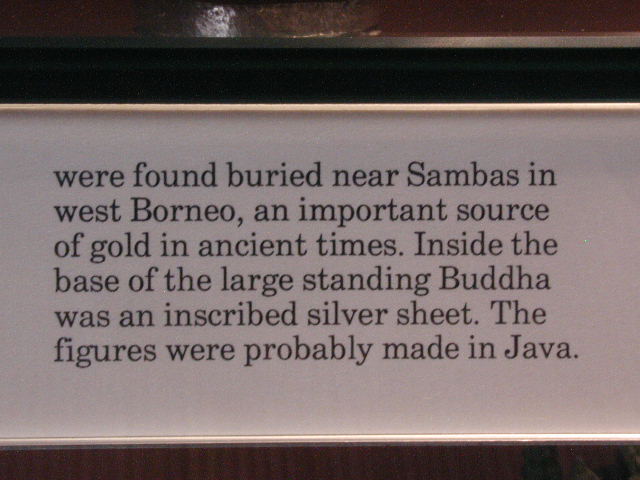 were found buried near Sambas in
west Borneo, an important source
of gold in ancient times. Inside the
base of the large standing Buddha
was an inscribed silver sheet. The
figures were probably made in Java.